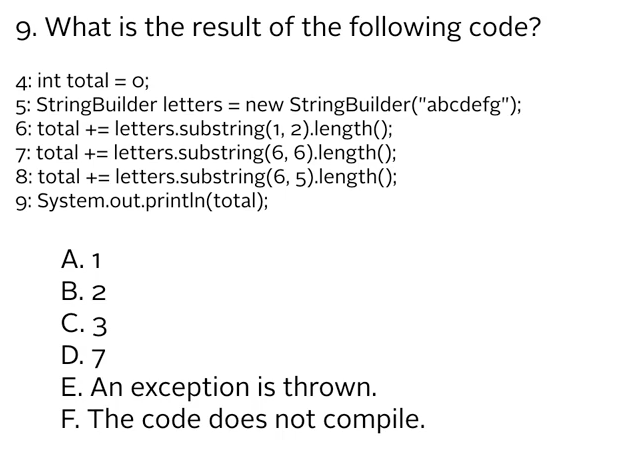 9. What is the result of the following code?
4: int total = 0;
5: StringBuilder letters = new StringBuilder("abcdefg");
6: total += letters.substring(1, 2).length();
7: total += letters.substring(6, 6).length();
8: total += letters.substring(6, 5).length();
9: System.out.println(total);
A. 1
B. 2
C. 3
D. 7
E. An exception is thrown.
F. The code does not compile.